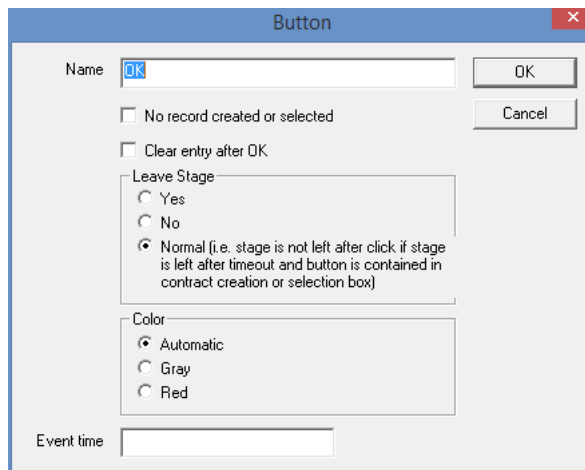 Button
Name
OK
OK
No record created or selected
Cancel
Clear entry after OK
Leave Stage
Yes
No
Normal (i.e. stage is not left after click if stage
is left after timeout and button is contained in
contract creation or selection box)
Color
Automatic
Gray
Red
Event time